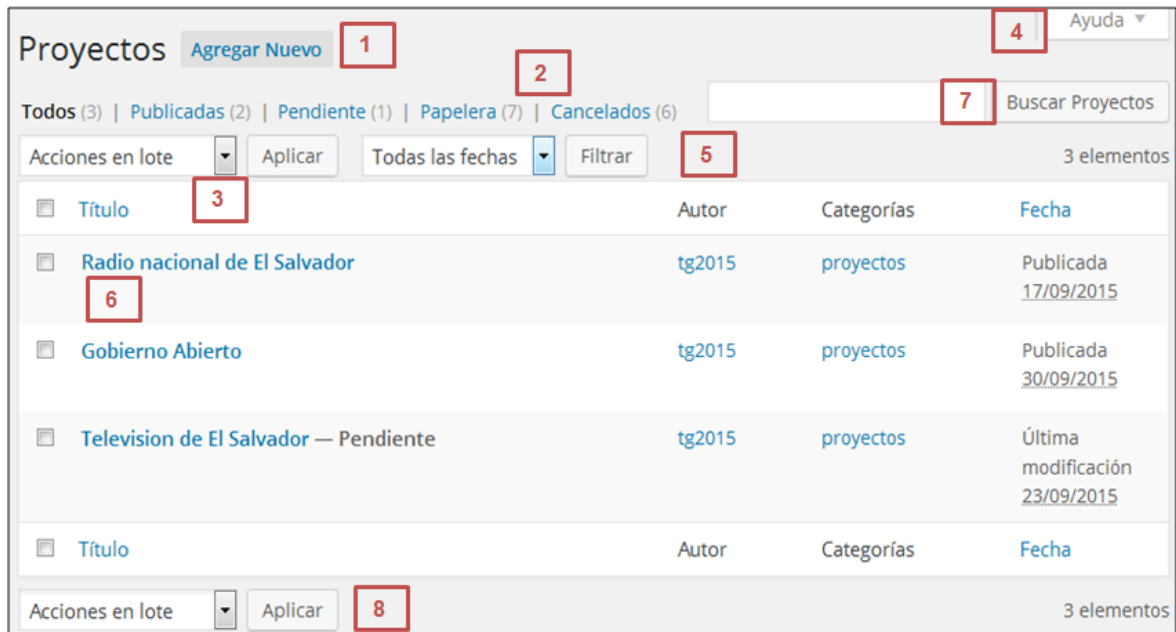 4 Ayuda
Proyectos Agregar Nuevo 1
2
Todos (3) | Publicadas (2) | Pendiente (1) | Papelera (7) | Cancelados (6) 7 Buscar Proyectos
Acciones en lote Aplicar Todas las fechas Filtrar 5 3 elementos
3
Título Autor Categorías Fecha
Radio nacional de El Salvador tg2015 proyectos Publicada
6 17/09/2015
Gobierno Abierto tg2015 proyectos Publicada
30/09/2015
Television de El Salvador — Pendiente tg2015 proyectos Última
modificación
23/09/2015
Título Autor Categorías Fecha
Acciones en lote Aplicar 8 3 elementos